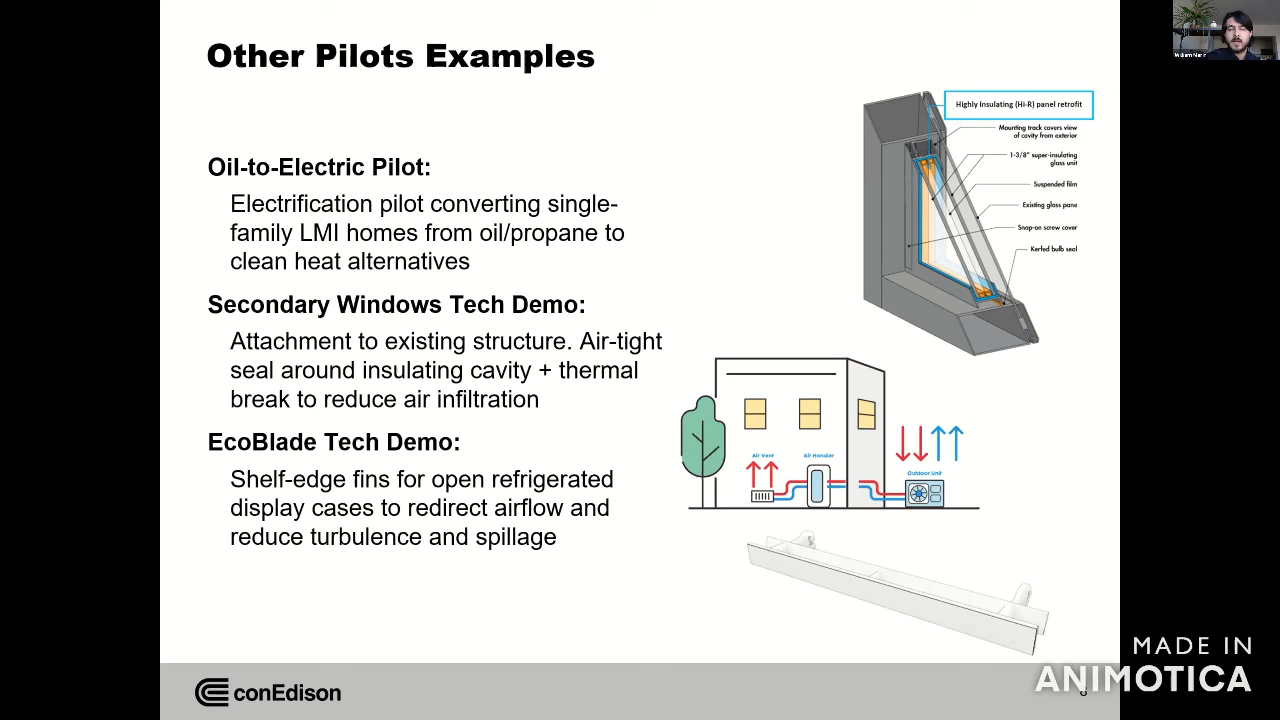 Other Pilots Examples
Oil-to-Electric Pilot:
Electrification pilot converting single-
family LMI homes from oil/propane to
clean heat alternatives
Secondary Windows Tech Demo:
Attachment to existing structure. Air-tight
seal around insulating cavity + thermal
break to reduce air infiltration
EcoBlade Tech Demo:
Shelf-edge fins for open refrigerated
display cases to redirect airflow and
reduce turbulence and spillage
Highly Insulating (Hi-R) panel retrofit
Mounting track covers view
of cavity from exterior
1-3/8" super-insulating
glass unit
Suspended film
Existing glass pane
Snap-on screw cover
Kerfed bulb seal
Air Vent
Air Handler
Outdoor Unit
conEdison
William
MADE IN
ANIMOTICA